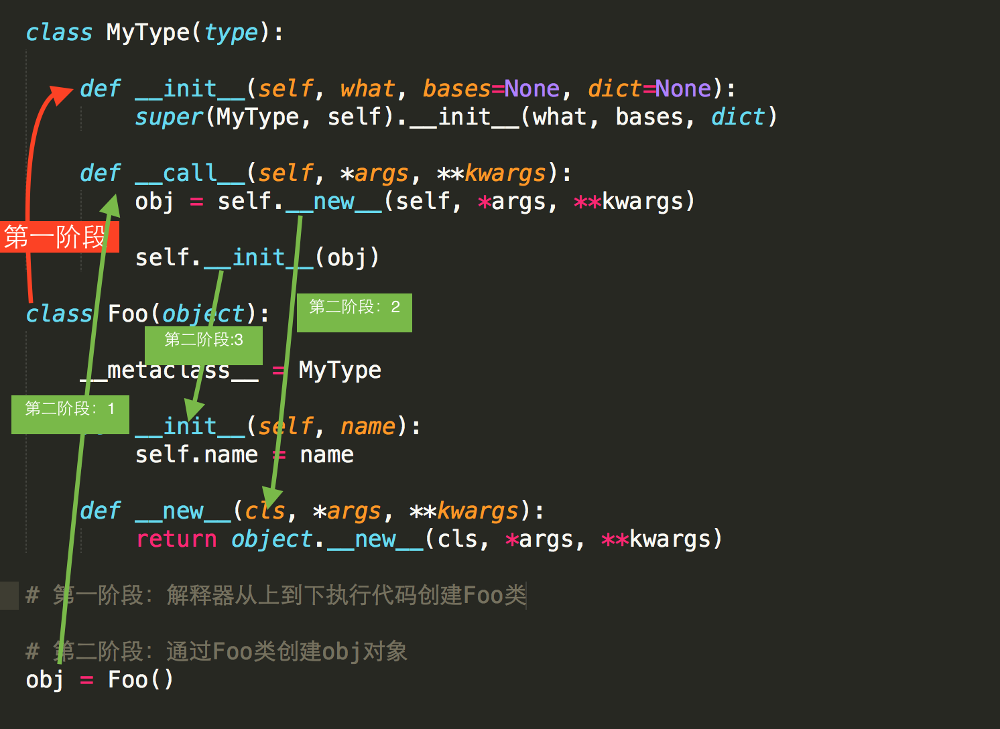 class MyType(type):
def __init__(self, what, bases=None, dict=None):
super(MyType, self).__init__(what, bases, dict)
def __call__(self, *args, **kwargs):
obj = self.__new__(self, *args, **kwargs)
第一阶段
self.__init__(obj)
class Foo(object):
第二阶段：2
第二阶段:3
__metaclass__ = MyType
第二阶段：1
__init__(self, name):
self.name = name
def __new__(cls, *args, **kwargs):
return object.__new__(cls, *args, **kwargs)
# 第一阶段：解释器从上到下执行代码创建Foo类
# 第二阶段：通过Foo类创建obj对象
obj = Foo()